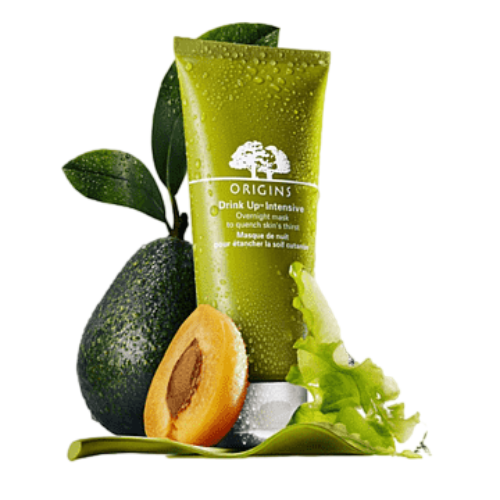 ORIGINS
Drink Up-Intensive
Overnight mask
to quench skin's thirst
Masque de nuit
pour étancher la soif cutanée